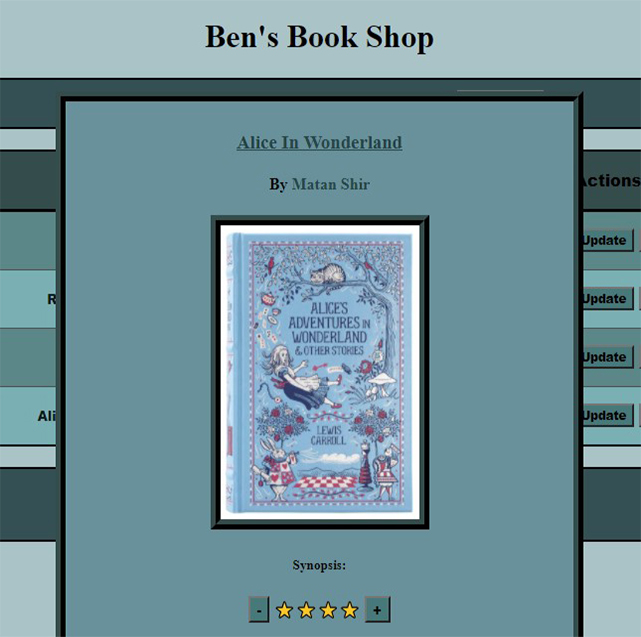 Ben's Book Shop
Alice In Wonderland
By Matan Shir
Actions
Update
R
Update
Update
Ali
Update
ALICE'S
ADVENTURES IN
WONDERLAND
& OTHER STORIES
LEWIS
CARROLL
Synopsis:
- +